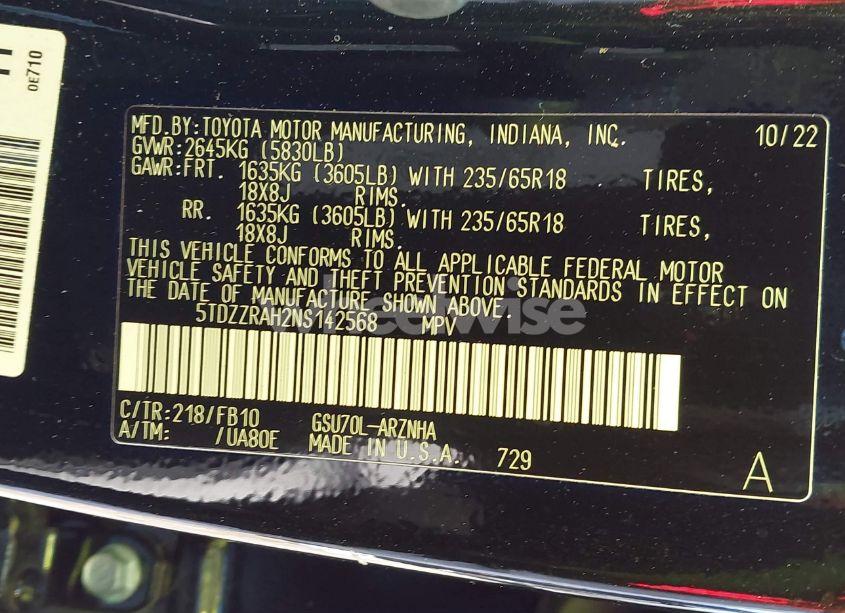 0E710
MFD.BY:TOYOTA MOTOR MANUFACTURING, INDIANA, INC. 10/22
GVWR:2645KG (5830LB)
GAWR:FRT. 1635KG (3605LB) WITH 235/65R18 TIRES,
18X8J RIMS.
RR. 1635KG (3605LB) WITH 235/65R18 TIRES,
18X8J RIMS.
THIS VEHICLE CONFORMS TO ALL APPLICABLE FEDERAL MOTOR
VEHICLE SAFETY AND THEFT PREVENTION STANDARDS IN EFFECT ON
THE DATE OF MANUFACTURE SHOWN ABOVE.
5TDZZRAH2NS142568 MPV
C/TR:218/FB10 GSU70L-ARZNHA
A/TM: /UA80E MADE IN U.S.A. 729
A